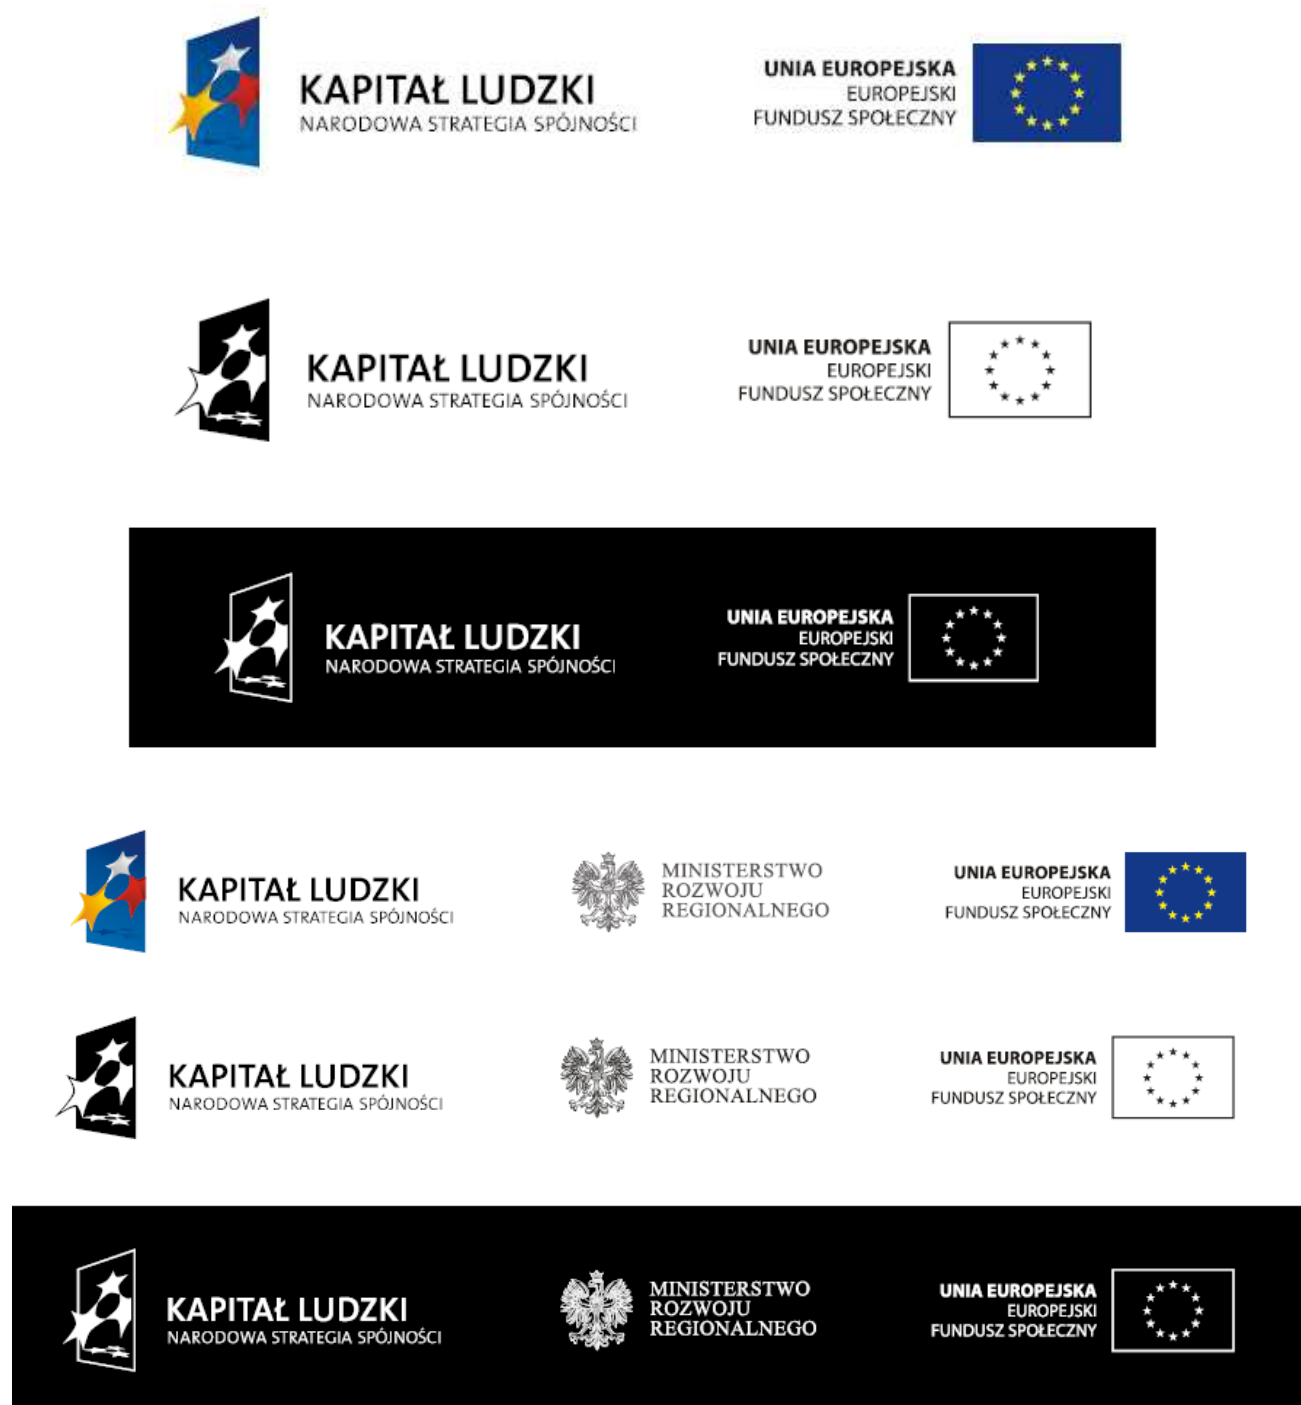 KAPITAŁ LUDZKI
NARODOWA STRATEGIA SPÓJNOŚCI
UNIA EUROPEJSKA
EUROPEJSKI
FUNDUSZ SPOŁECZNY
KAPITAŁ LUDZKI
NARODOWA STRATEGIA SPÓJNOŚCI
UNIA EUROPEJSKA
EUROPEJSKI
FUNDUSZ SPOŁECZNY
KAPITAŁ LUDZKI
NARODOWA STRATEGIA SPÓJNOŚCI
UNIA EUROPEJSKA
EUROPEJSKI
FUNDUSZ SPOŁECZNY
KAPITAŁ LUDZKI
NARODOWA STRATEGIA SPÓJNOŚCI
MINISTERSTWO
ROZWOJU
REGIONALNEGO
UNIA EUROPEJSKA
EUROPEJSKI
FUNDUSZ SPOŁECZNY
KAPITAŁ LUDZKI
NARODOWA STRATEGIA SPÓJNOŚCI
MINISTERSTWO
ROZWOJU
REGIONALNEGO
UNIA EUROPEJSKA
EUROPEJSKI
FUNDUSZ SPOŁECZNY
KAPITAŁ LUDZKI
NARODOWA STRATEGIA SPÓJNOŚCI
MINISTERSTWO
ROZWOJU
REGIONALNEGO
UNIA EUROPEJSKA
EUROPEJSKI
FUNDUSZ SPOŁECZNY